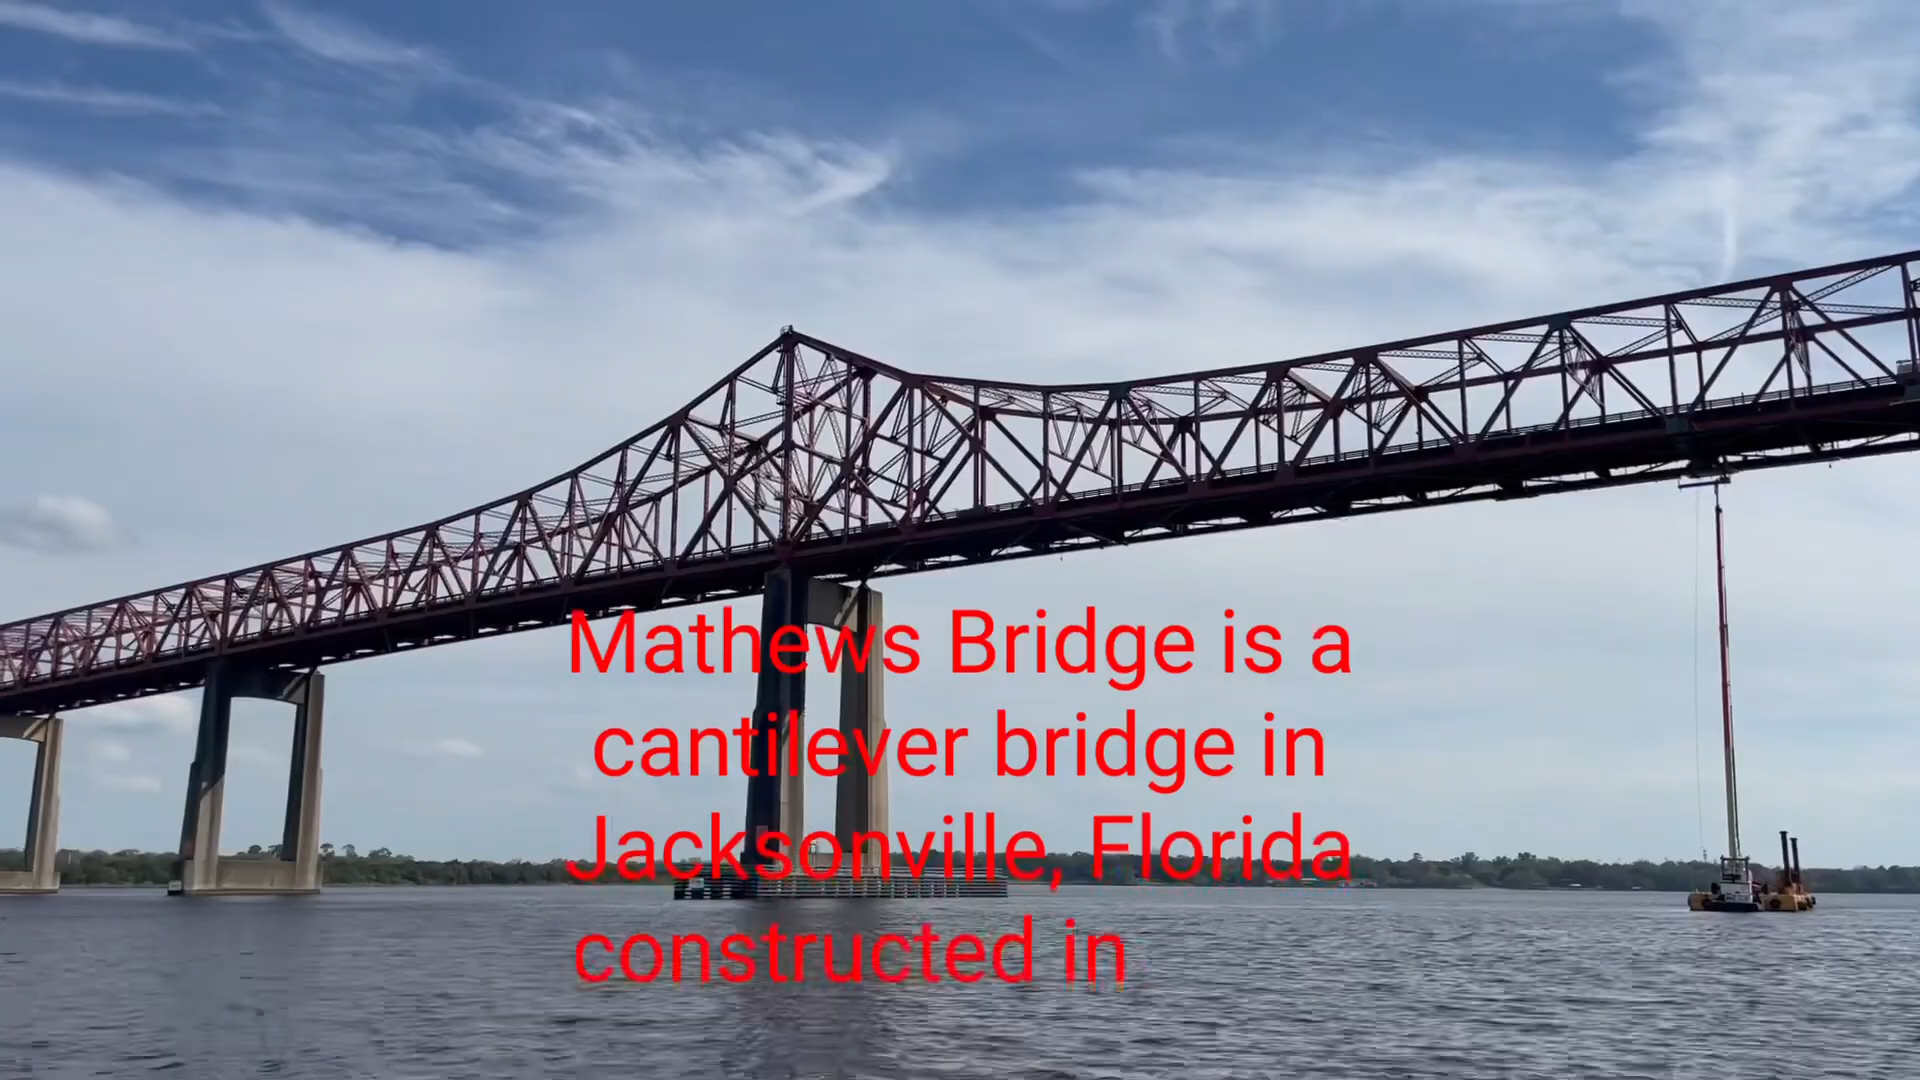 Mathews Bridge is a
cantilever bridge in
Jacksonville, Florida
constructed in